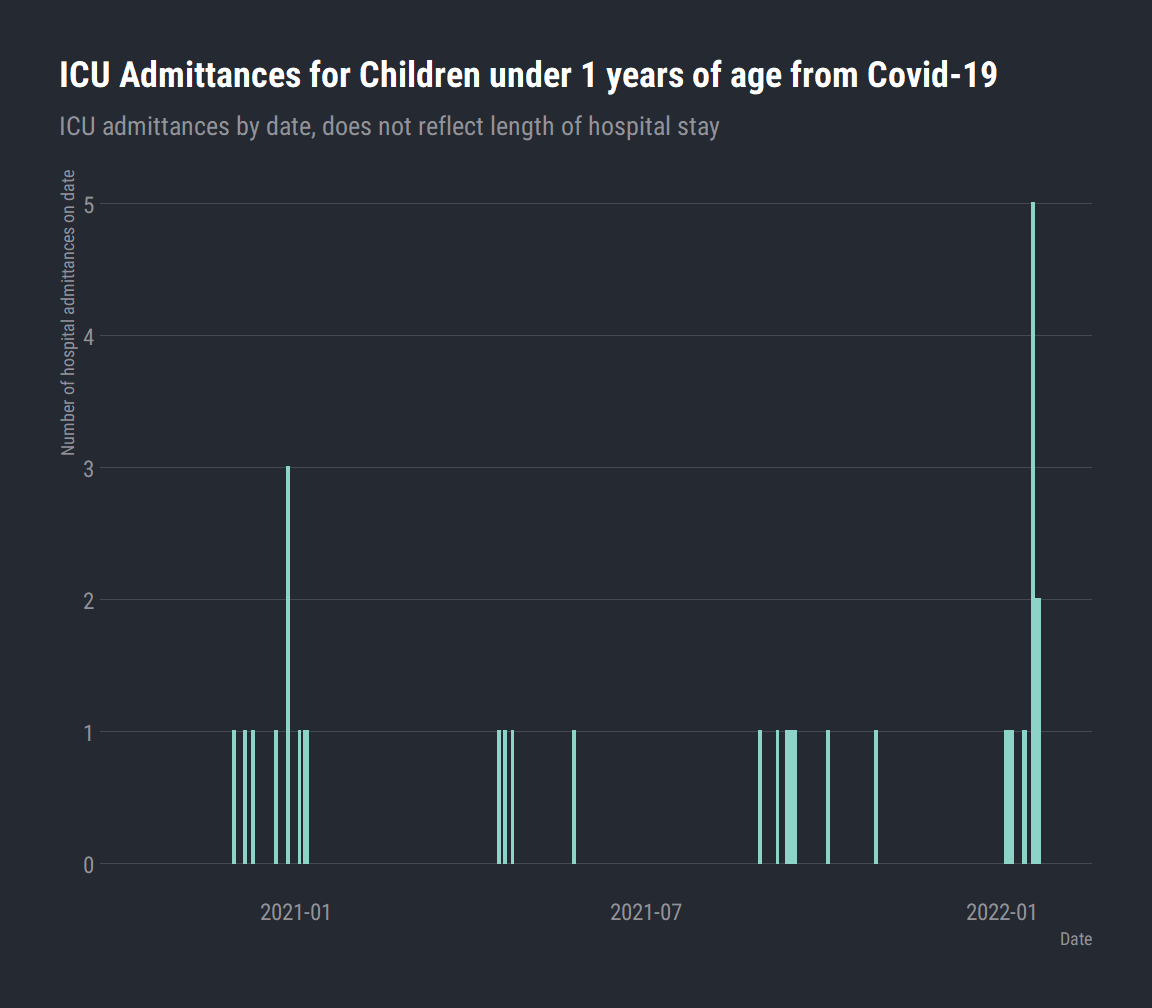 ICU Admittances for Children under 1 years of age from Covid-19
ICU admittances by date, does not reflect length of hospital stay
Number of hospital admittances on date
5
4
3
2
1
0
2021-01
2021-07
2022-01
Date